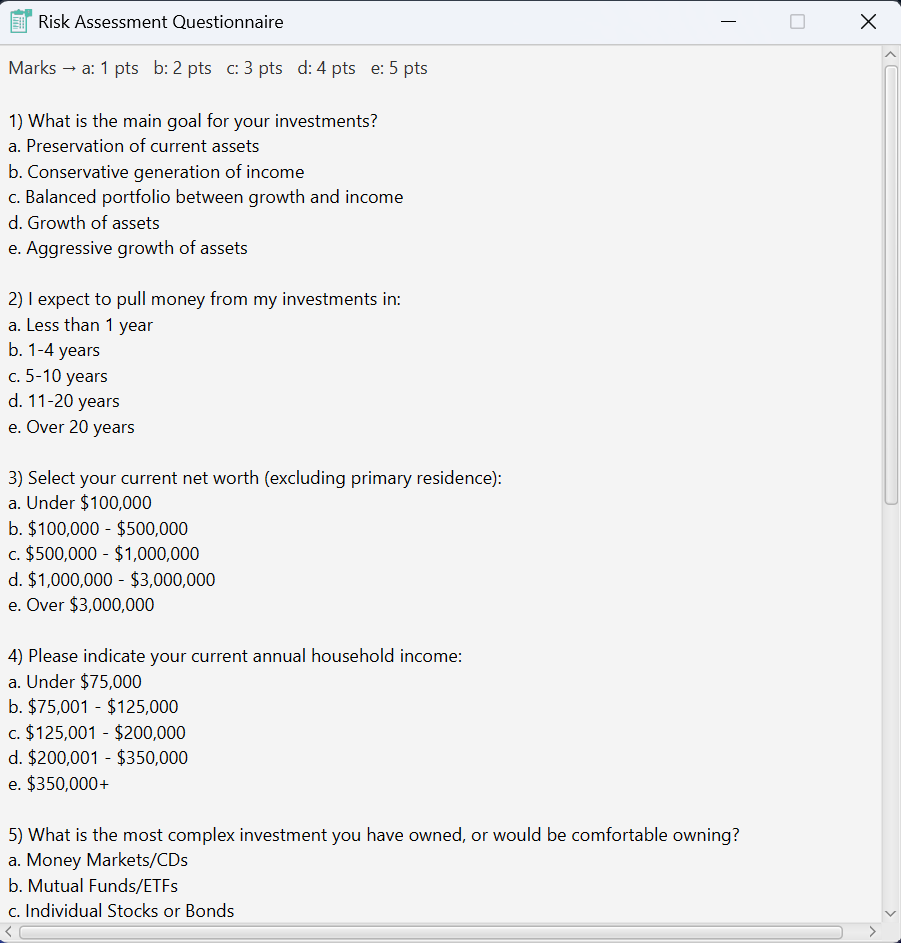 Risk Assessment Questionnaire
Marks → a: 1 pts b: 2 pts c: 3 pts d: 4 pts e: 5 pts
1) What is the main goal for your investments?
a. Preservation of current assets
b. Conservative generation of income
c. Balanced portfolio between growth and income
d. Growth of assets
e. Aggressive growth of assets
2) I expect to pull money from my investments in:
a. Less than 1 year
b. 1-4 years
c. 5-10 years
d. 11-20 years
e. Over 20 years
3) Select your current net worth (excluding primary residence):
a. Under $100,000
b. $100,000 - $500,000
c. $500,000 - $1,000,000
d. $1,000,000 - $3,000,000
e. Over $3,000,000
4) Please indicate your current annual household income:
a. Under $75,000
b. $75,001 - $125,000
c. $125,001 - $200,000
d. $200,001 - $350,000
e. $350,000+
5) What is the most complex investment you have owned, or would be comfortable owning?
a. Money Markets/CDs
b. Mutual Funds/ETFs
c. Individual Stocks or Bonds